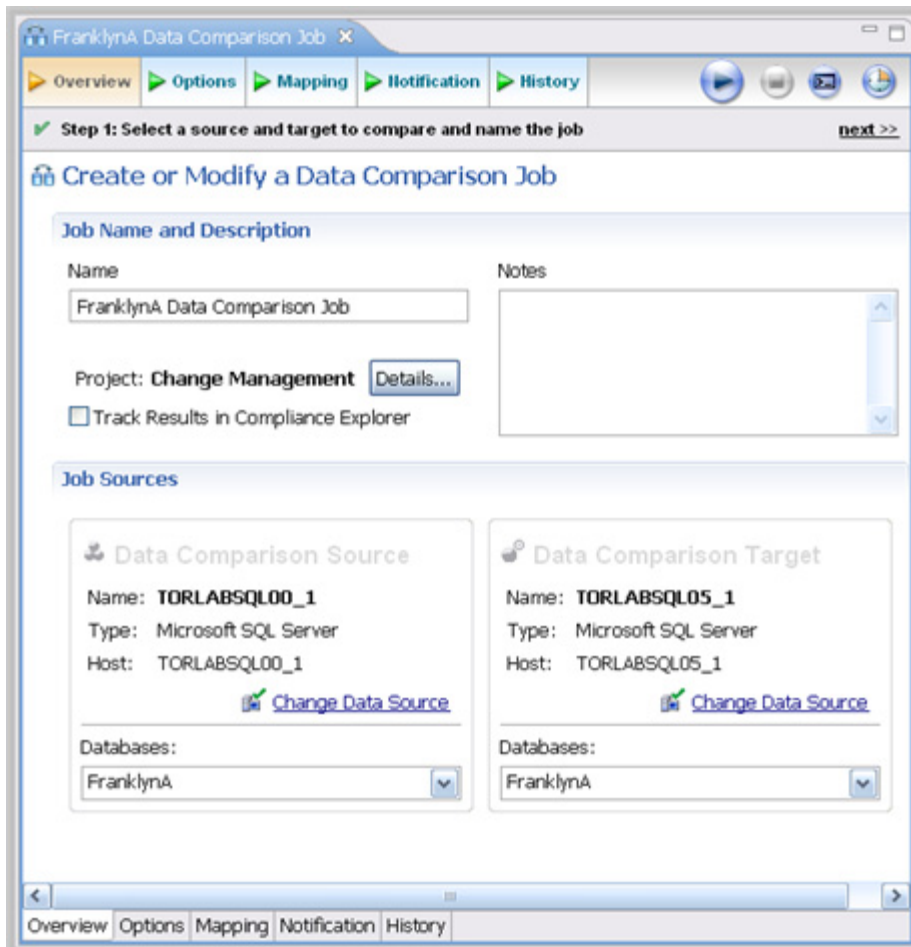 FranklynA Data Comparison Job
Overview Options Mapping Notification History
Step 1: Select a source and target to compare and name the job next >>
Create or Modify a Data Comparison Job
Job Name and Description
Name Notes
FranklynA Data Comparison Job
Project: Change Management Details...
Track Results in Compliance Explorer
Job Sources
Data Comparison Source
Name: TORLABSQL00_1
Type: Microsoft SQL Server
Host: TORLABSQL00_1
Change Data Source
Databases:
FranklynA
Data Comparison Target
Name: TORLABSQL05_1
Type: Microsoft SQL Server
Host: TORLABSQL05_1
Change Data Source
Databases:
FranklynA
Overview Options Mapping Notification History